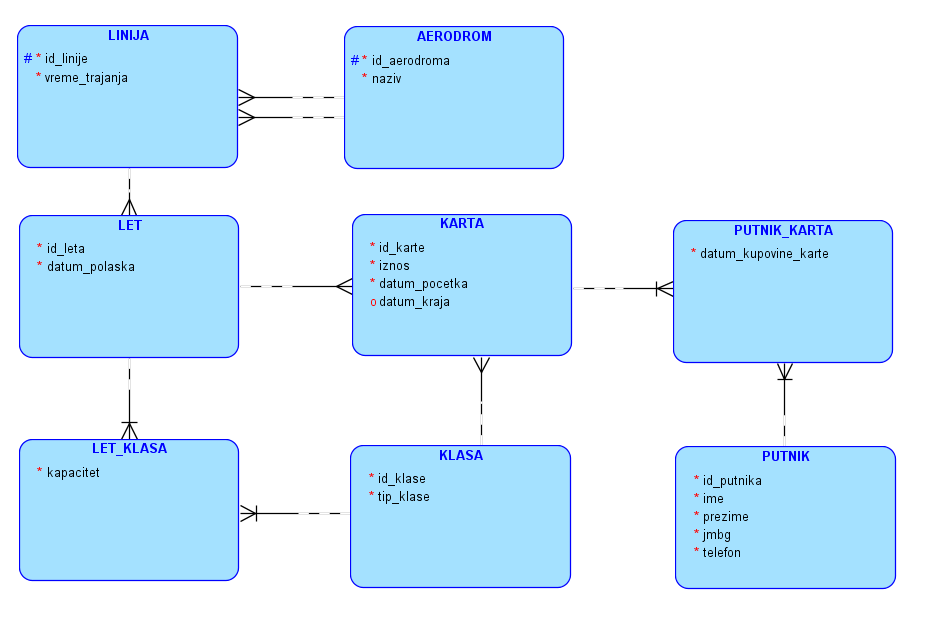 LINIJA
# * id_linije
* vreme_trajanja
AERODROM
# * id_aerodroma
* naziv
LET
* id_leta
* datum_polaska
KARTA
* id_karte
* iznos
* datum_pocetka
o datum_kraja
PUTNIK_KARTA
* datum_kupovine_karte
LET_KLASA
* kapacitet
KLASA
* id_klase
* tip_klase
PUTNIK
* id_putnika
* ime
* prezime
* jmbg
* telefon